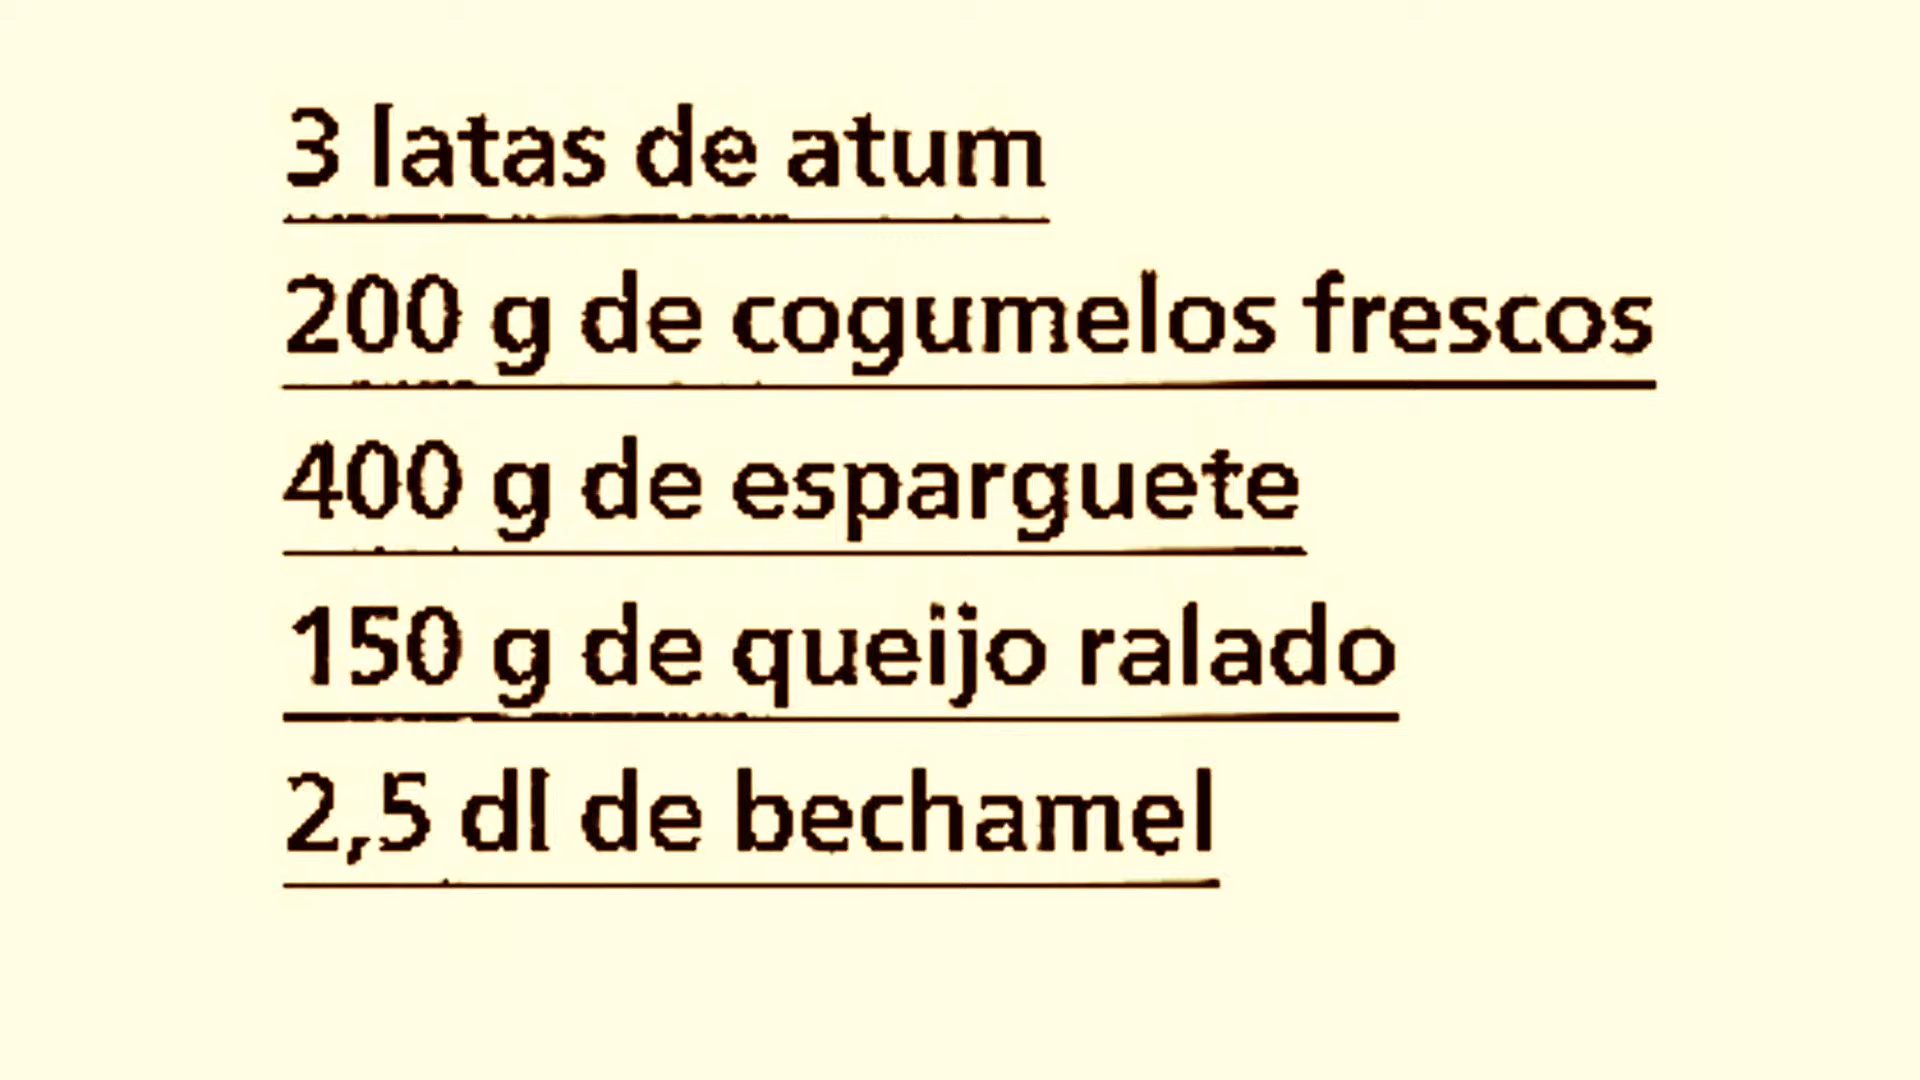 3 latas de atum
200 g de cogumelos frescos
400 g de esparguete
150 g de queijo ralado
2,5 dl de bechamel